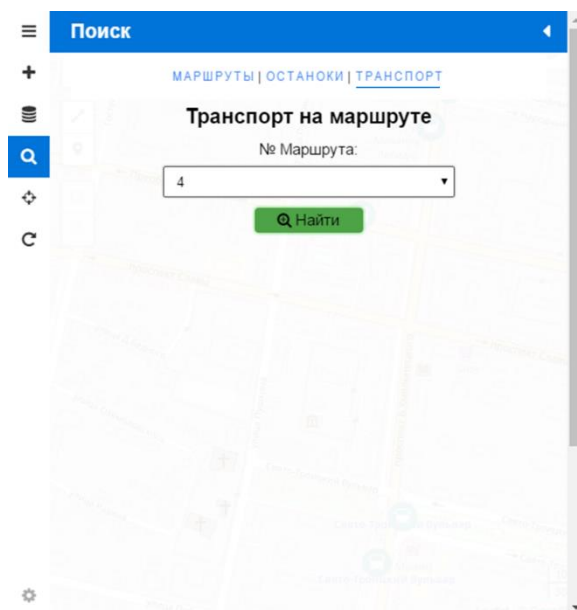 Поиск
МАРШРУТЫ | ОСТАНОКИ | ТРАНСПОРТ
Транспорт на маршруте
№ Маршрута:
4
Найти